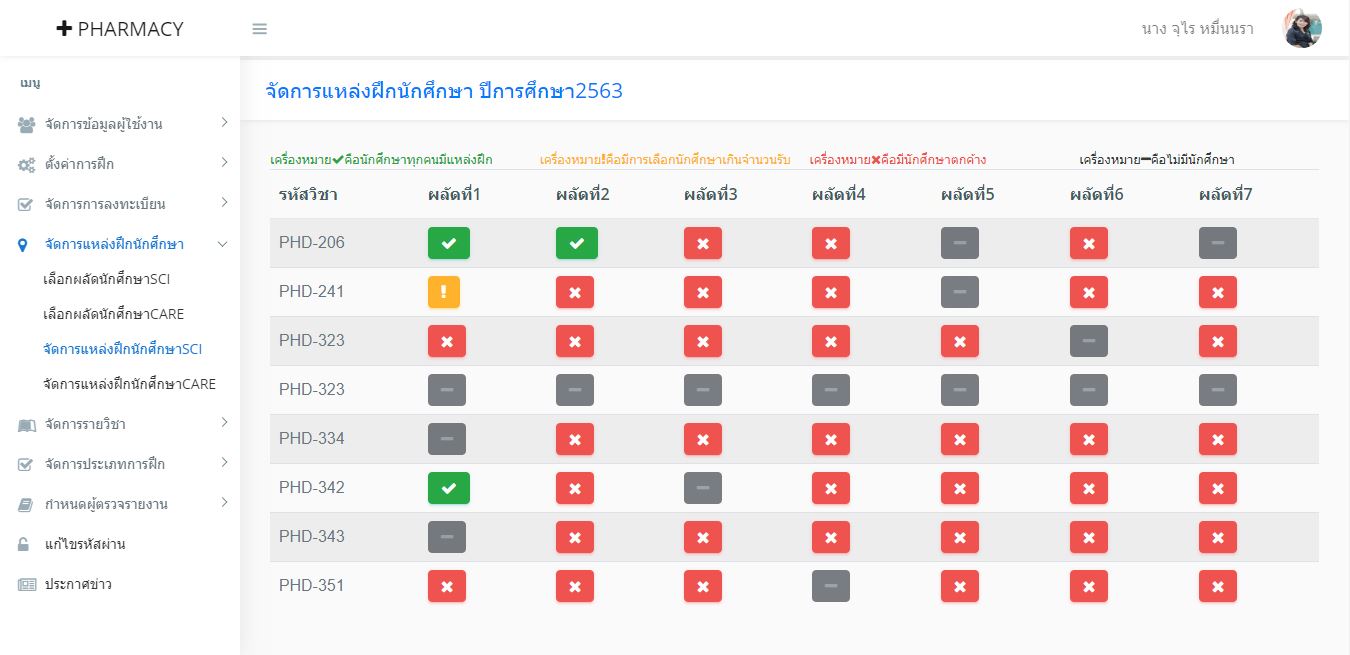 PHARMACY
นาง จุไร หมื่นนรา
เมนู
จัดการข้อมูลผู้ใช้งาน
ตั้งค่าการฝึก
จัดการการลงทะเบียน
จัดการแหล่งฝึกนักศึกษา
เลือกผลัดนักศึกษาSCI
เลือกผลัดนักศึกษาCARE
จัดการแหล่งฝึกนักศึกษาSCI
จัดการแหล่งฝึกนักศึกษาCARE
จัดการรายวิชา
จัดการประเภทการฝึก
กำหนดผู้ตรวจรายงาน
แก้ไขรหัสผ่าน
ประกาศข่าว
จัดการแหล่งฝึกนักศึกษา ปีการศึกษา2563
เครื่องหมาย✔คือนักศึกษาทุกคนมีแหล่งฝึก เครื่องหมาย!คือมีการเลือกนักศึกษาเกินจำนวนรับ เครื่องหมาย✖คือมีนักศึกษาตกค้าง เครื่องหมาย−คือไม่มีนักศึกษา
รหัสวิชา ผลัดที่1 ผลัดที่2 ผลัดที่3 ผลัดที่4 ผลัดที่5 ผลัดที่6 ผลัดที่7
PHD-206
PHD-241
PHD-323
PHD-323
PHD-334
PHD-342
PHD-343
PHD-351